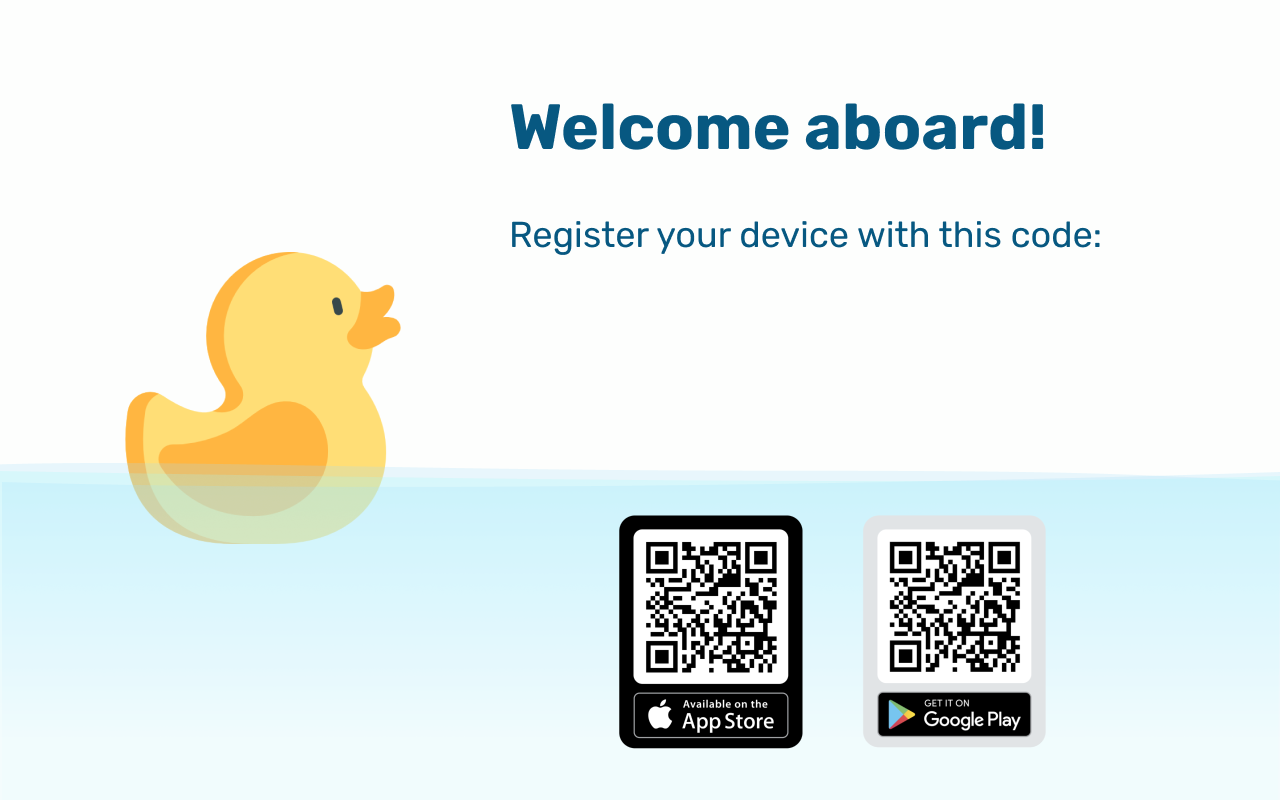 Welcome aboard!
Register your device with this code:
Available on the
App Store
GET IT ON
Google Play